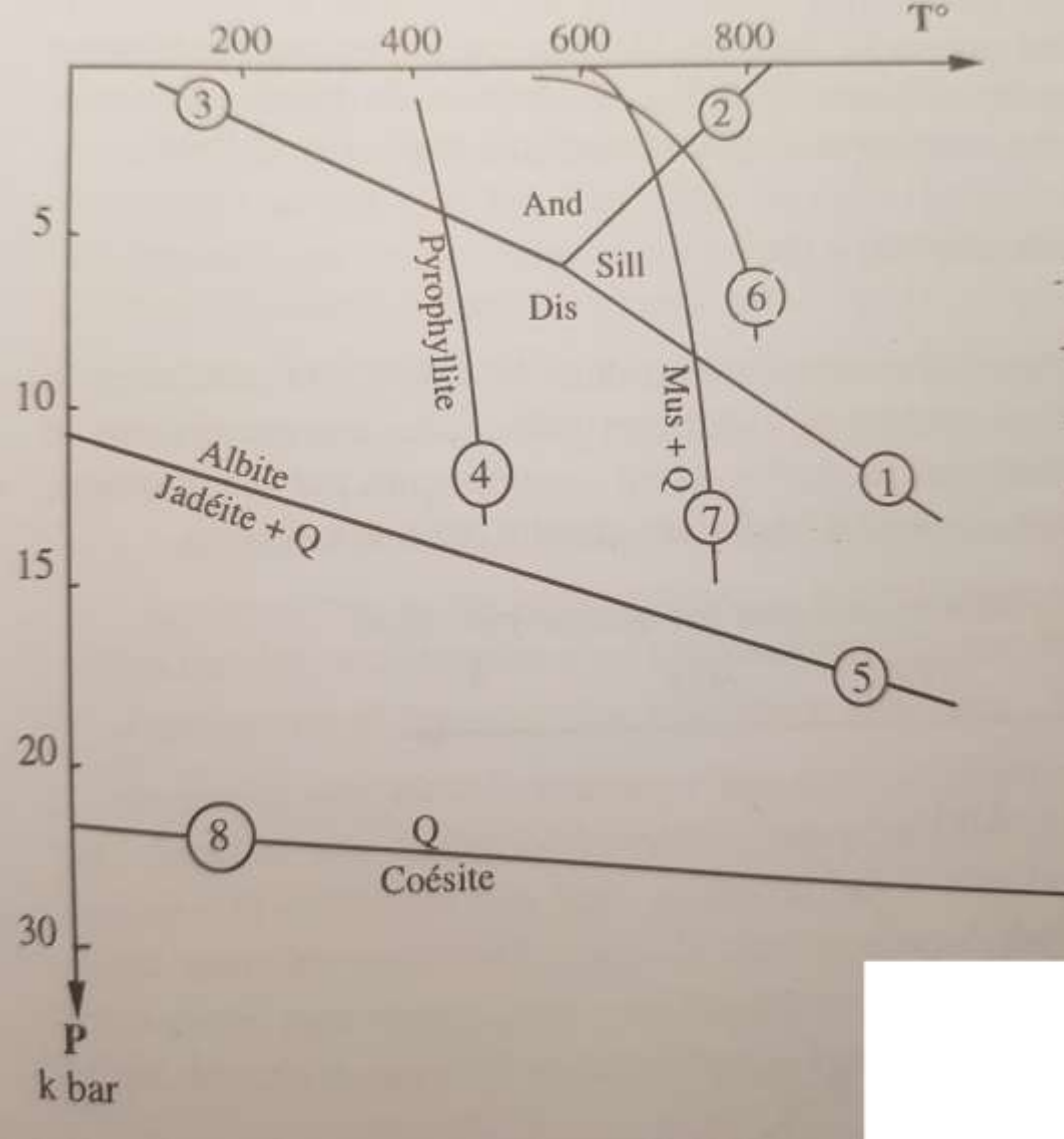 T°
200 400 600 800
3
2
5
And
Sill
6
Dis
Pyrophyllite
10
Mus + Q
Albite
Jadéite + Q
4
1
7
15
5
20
8
Q
Coésite
30
P
k bar